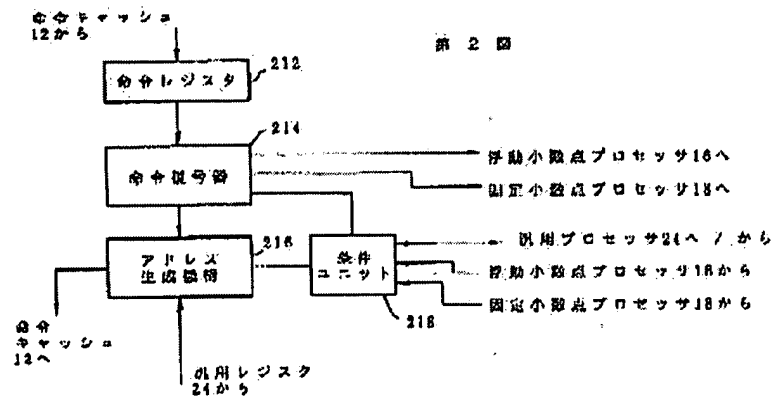 命令キャッシュ
12から
第 2 図
212
命令レジスタ
214
命令復号器
浮動小数点プロセッサ16へ
固定小数点プロセッサ18へ
216
アドレス
生成機構
条件
ユニット
汎用プロセッサ24へ / から
浮動小数点プロセッサ16から
固定小数点プロセッサ18から
218
命令
キャッシュ
12へ
汎用レジスタ
24から